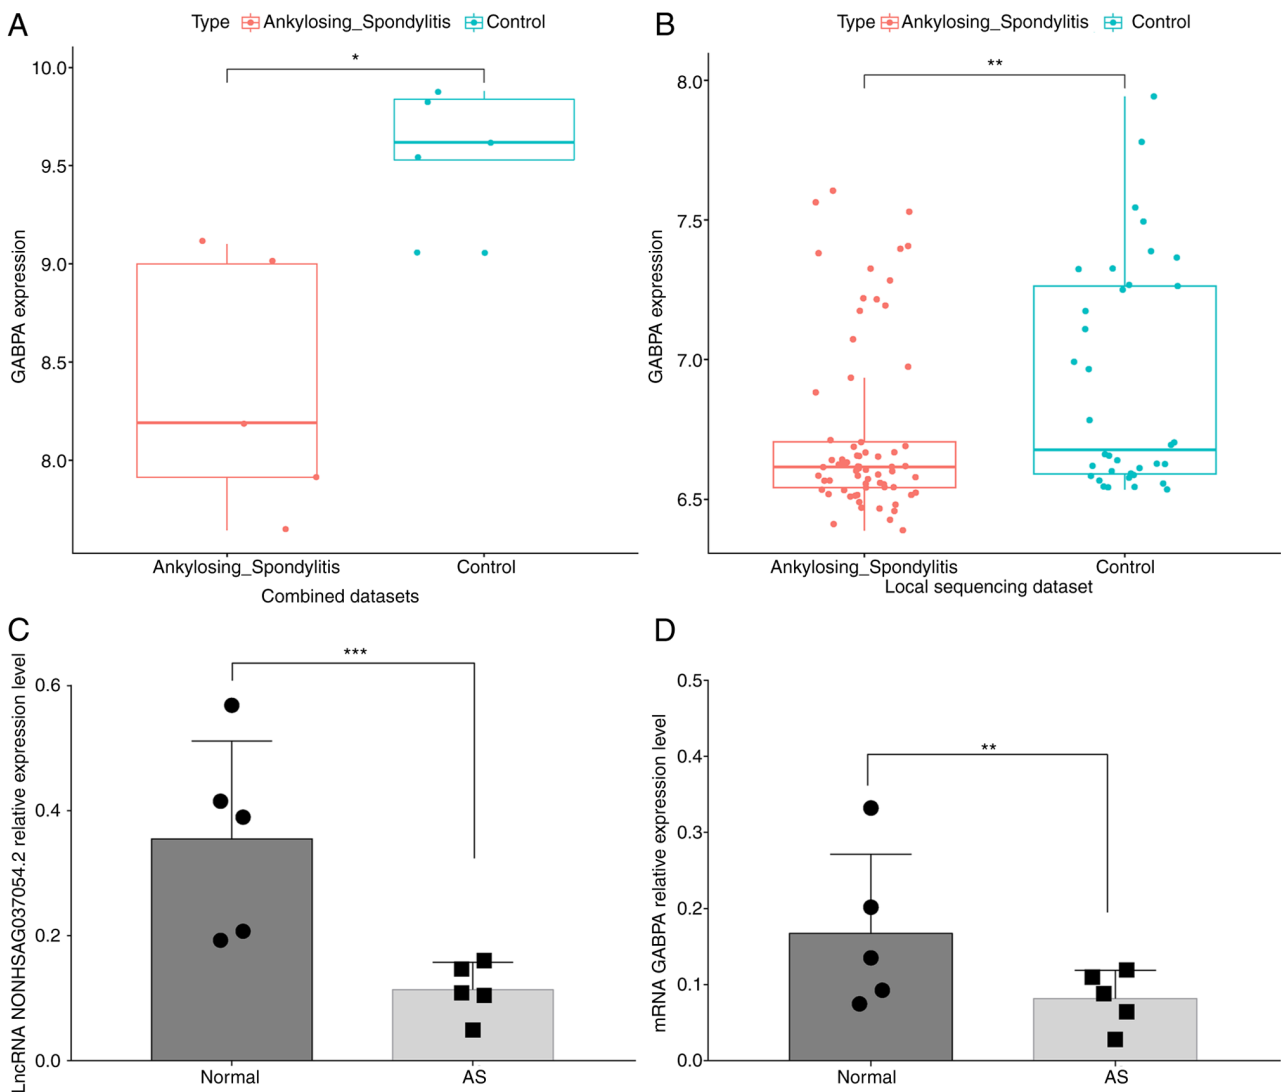 A
Type Ankylosing_Spondylitis Control
*
10.0
9.5
9.0
8.5
8.0
GABPA expression
Ankylosing_Spondylitis Control
Combined datasets
B
Type Ankylosing_Spondylitis Control
**
8.0
7.5
7.0
6.5
GABPA expression
Ankylosing_Spondylitis Control
Local sequencing dataset
C
***
0.6
0.4
0.2
0.0
LncRNA NONHSAG037054.2 relative expression level
Normal AS
D
**
0.5
0.4
0.3
0.2
0.1
0.0
mRNA GABPA relative expression level
Normal AS